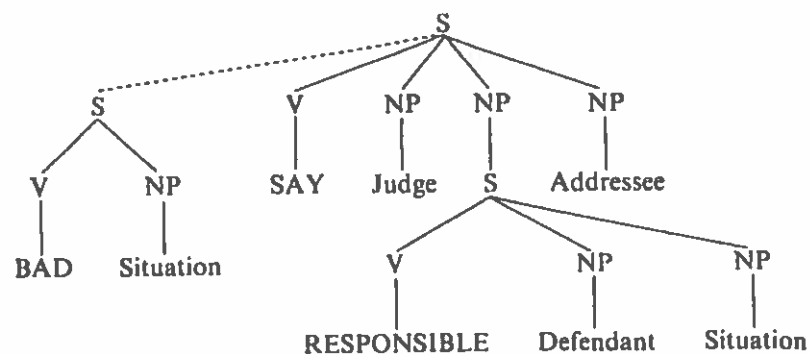 S
S V NP NP NP
V NP SAY Judge S Addressee
BAD Situation V NP NP
RESPONSIBLE Defendant Situation